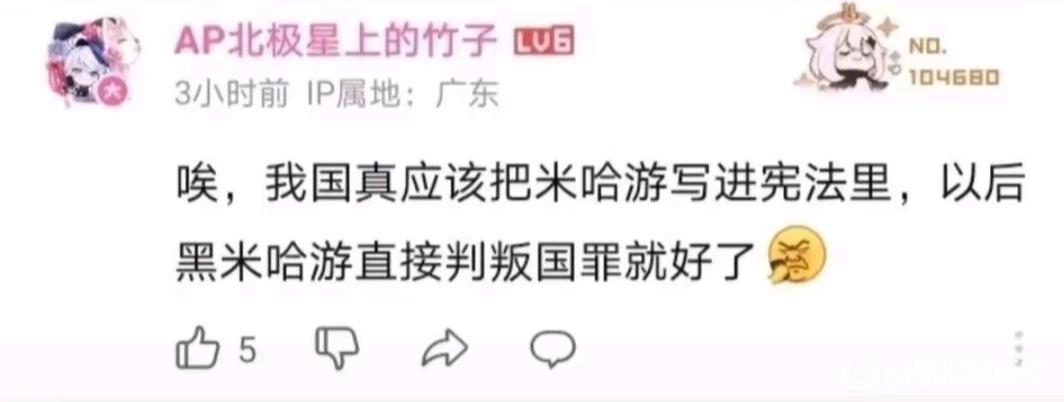 AP北极星上的竹子 LV6
NO.
104680
3小时前 IP属地：广东
大
唉，我国真应该把米哈游写进宪法里，以后
黑米哈游直接判叛国罪就好了
5